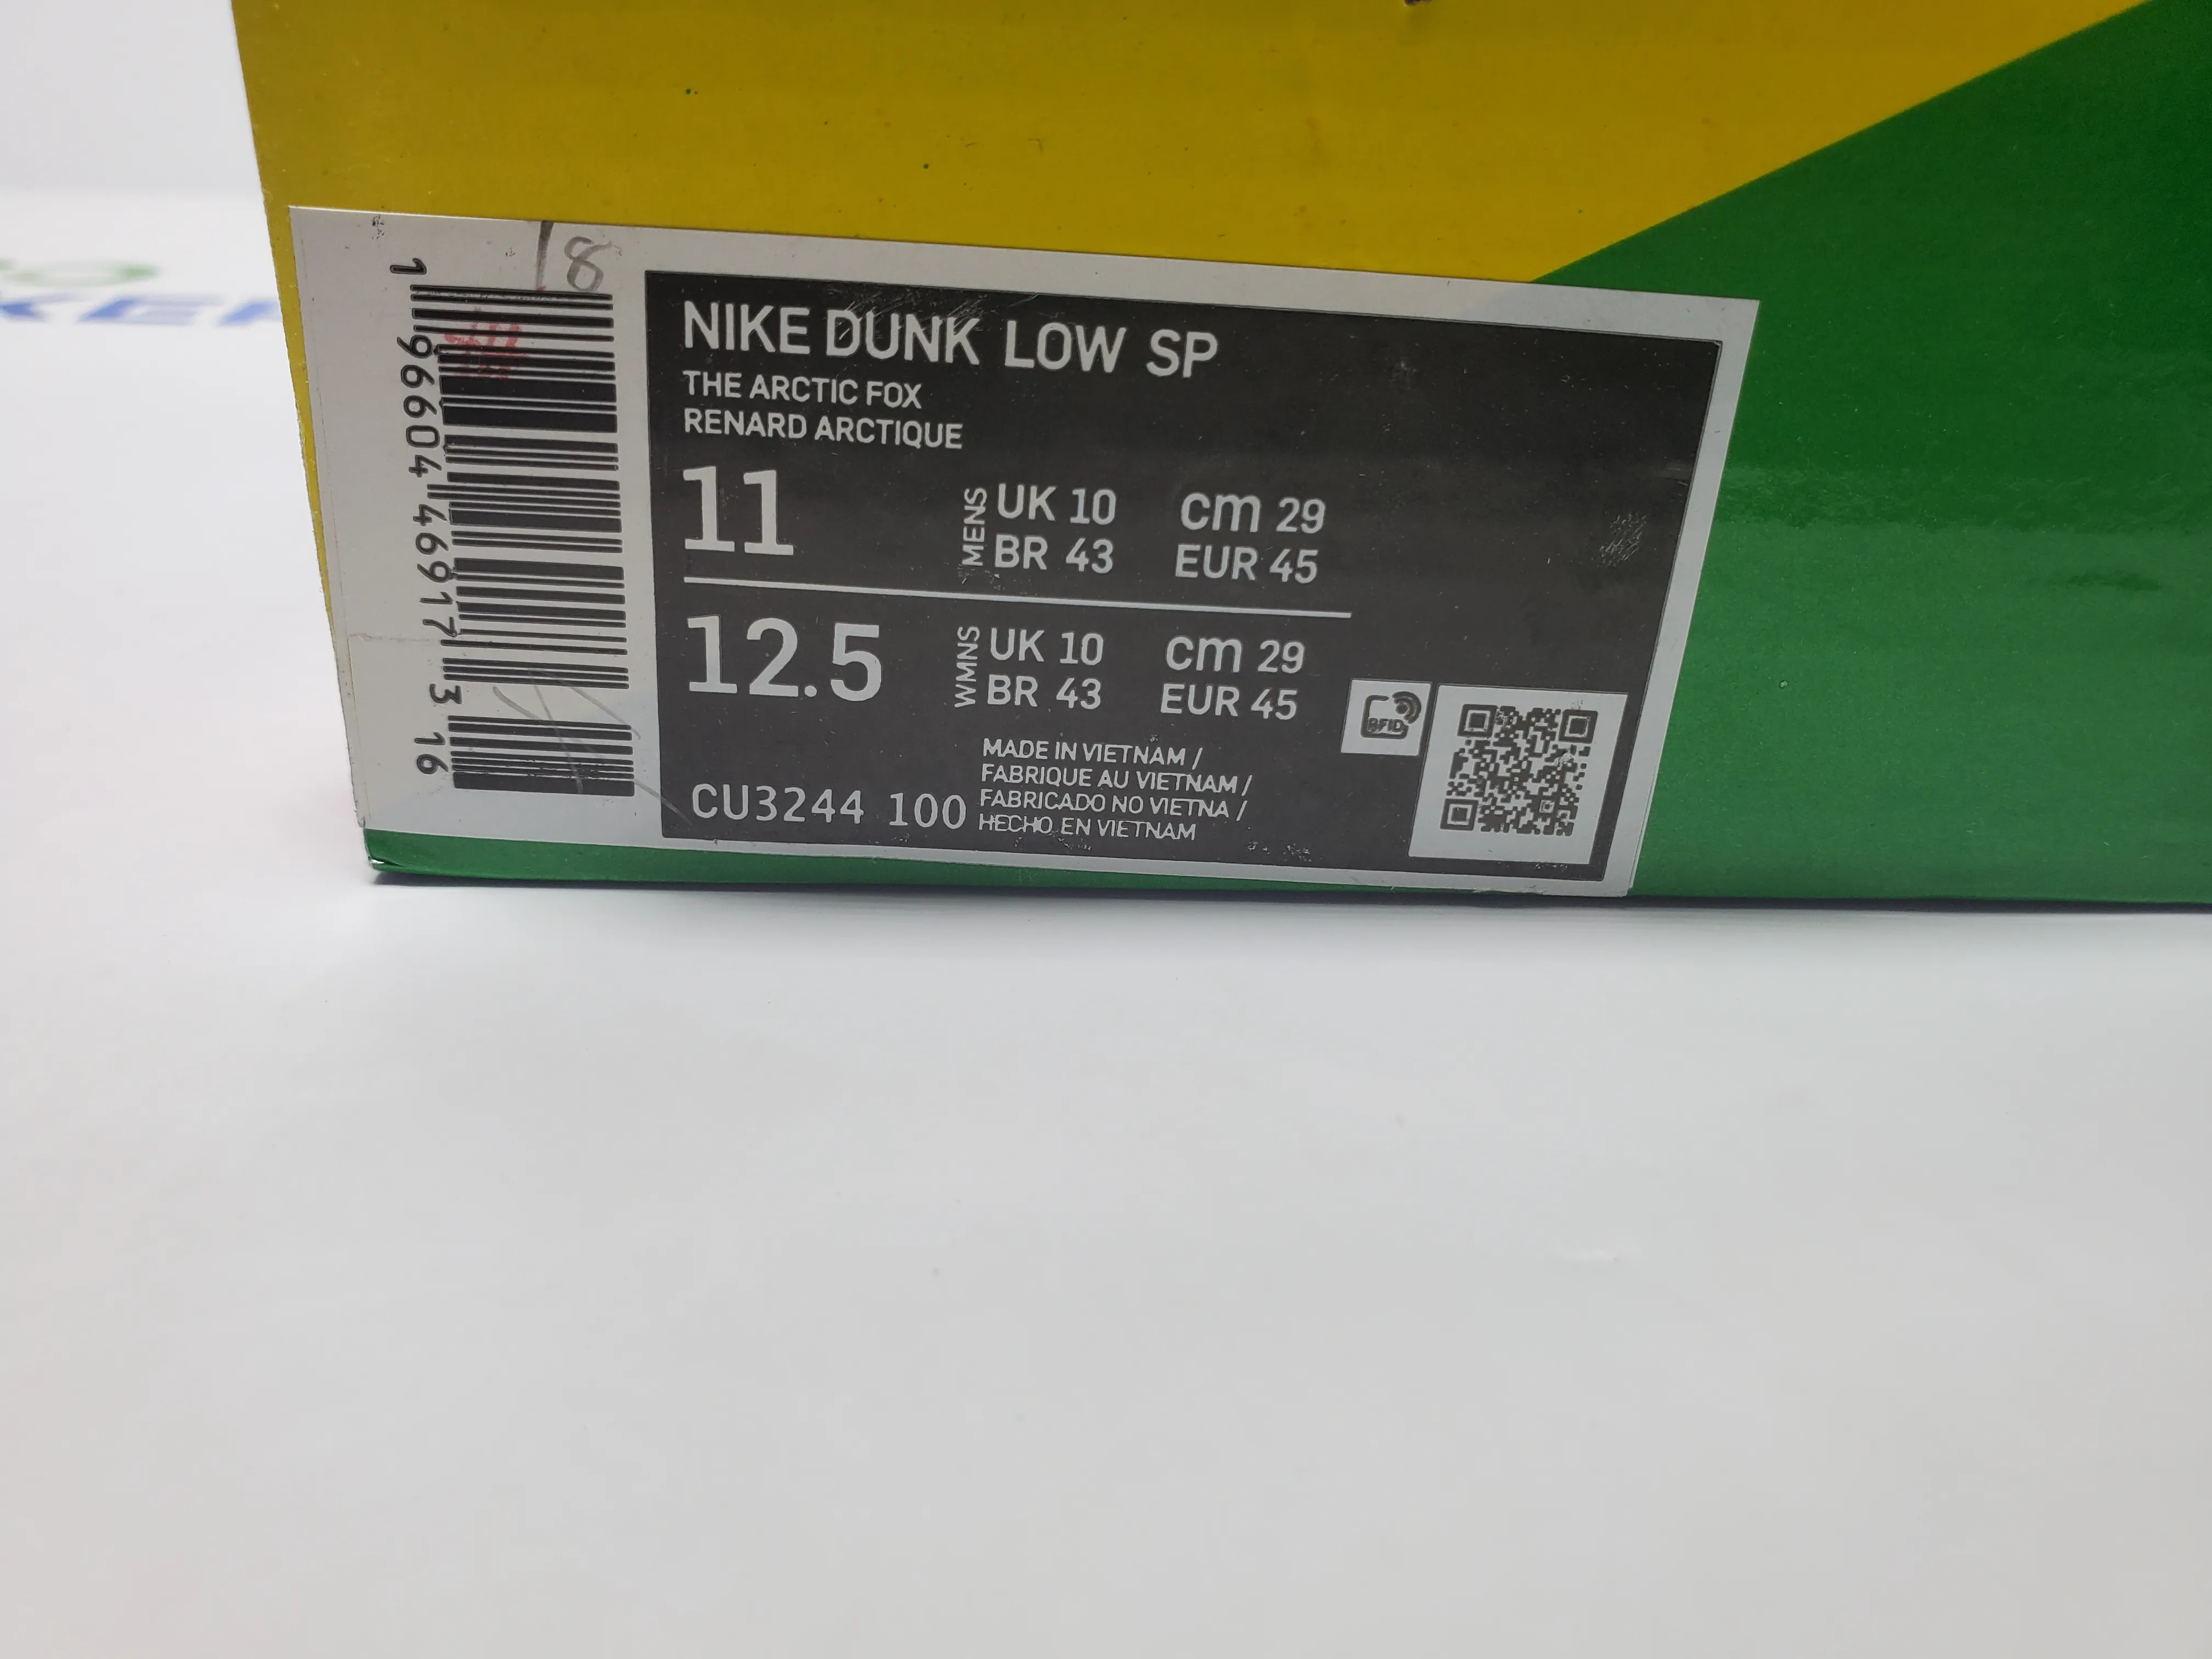 18
1 96604 46917 3 16
NIKE DUNK LOW SP
THE ARCTIC FOX
RENARD ARCTIQUE
11 MENS UK 10 cm 29
BR 43 EUR 45
12.5 WMNS UK 10 cm 29
BR 43 EUR 45
RFID
CU3244 100
MADE IN VIETNAM /
FABRIQUE AU VIETNAM /
FABRICADO NO VIETNA /
HECHO EN VIETNAM